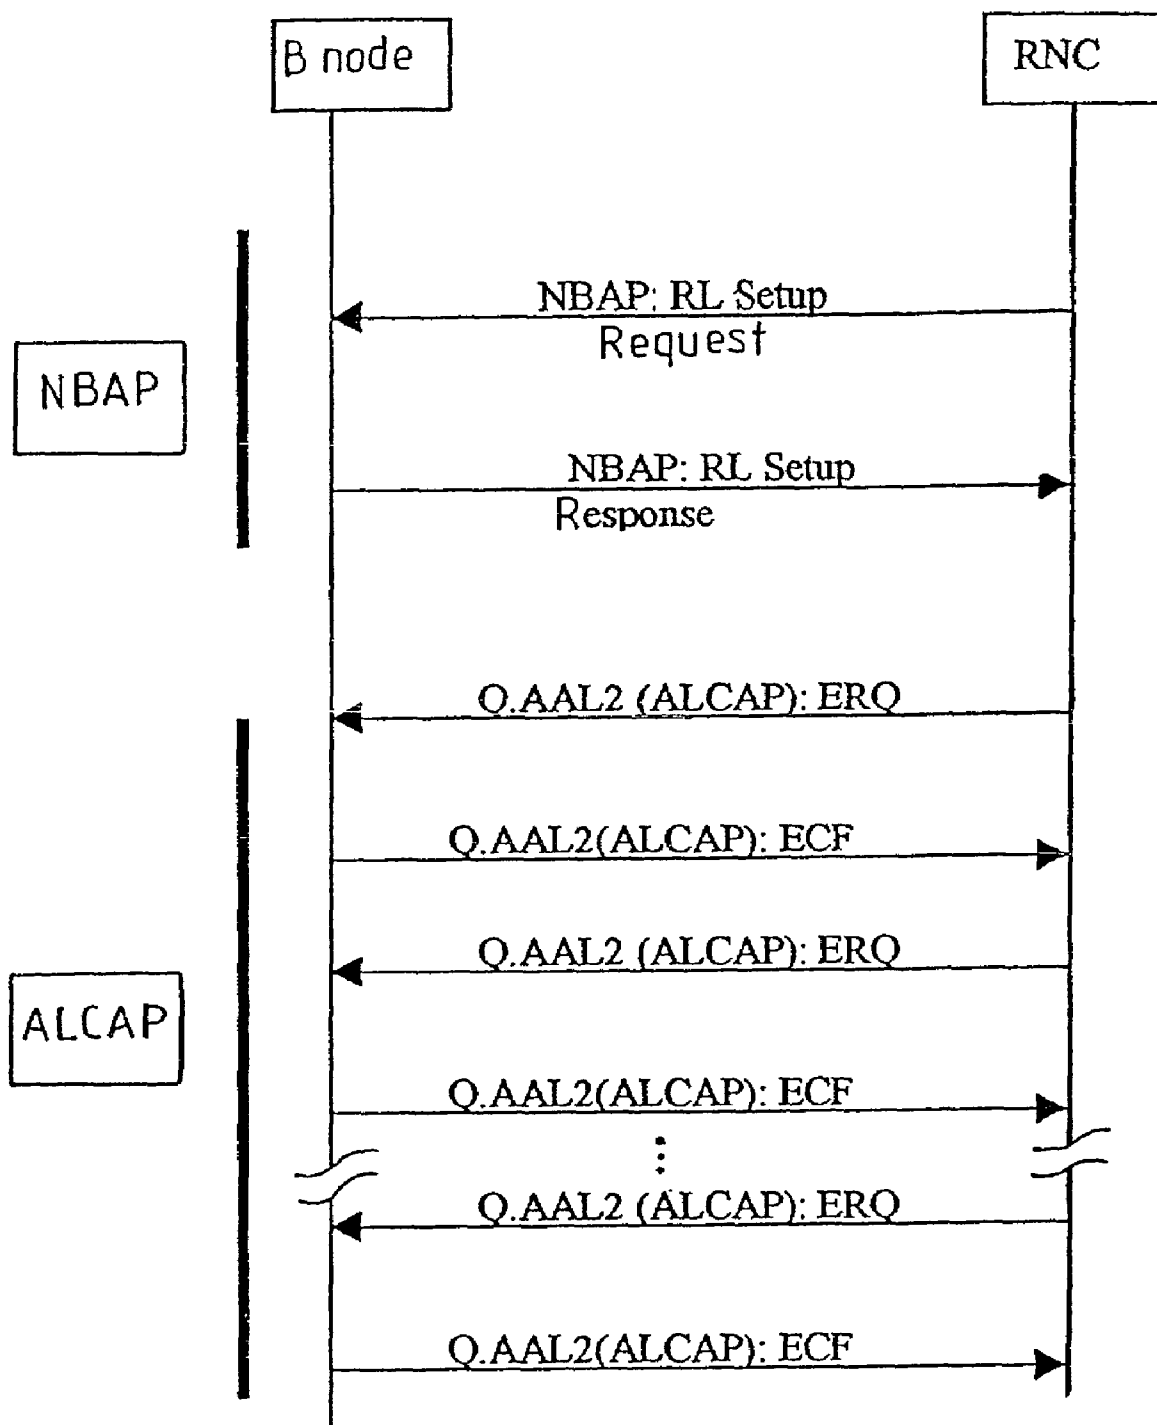 B node
RNC
NBAP: RL Setup
Request
NBAP
NBAP: RL Setup
Response
Q.AAL2 (ALCAP): ERQ
Q.AAL2(ALCAP): ECF
Q.AAL2 (ALCAP): ERQ
ALCAP
Q.AAL2(ALCAP): ECF
Q.AAL2 (ALCAP): ERQ
Q.AAL2(ALCAP): ECF